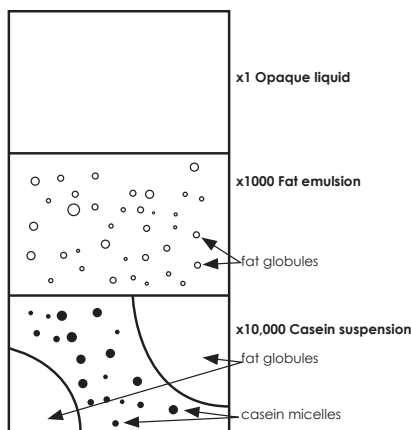 x1 Opaque liquid
x1000 Fat emulsion
fat globules
x10,000 Casein suspension
fat globules
casein micelles